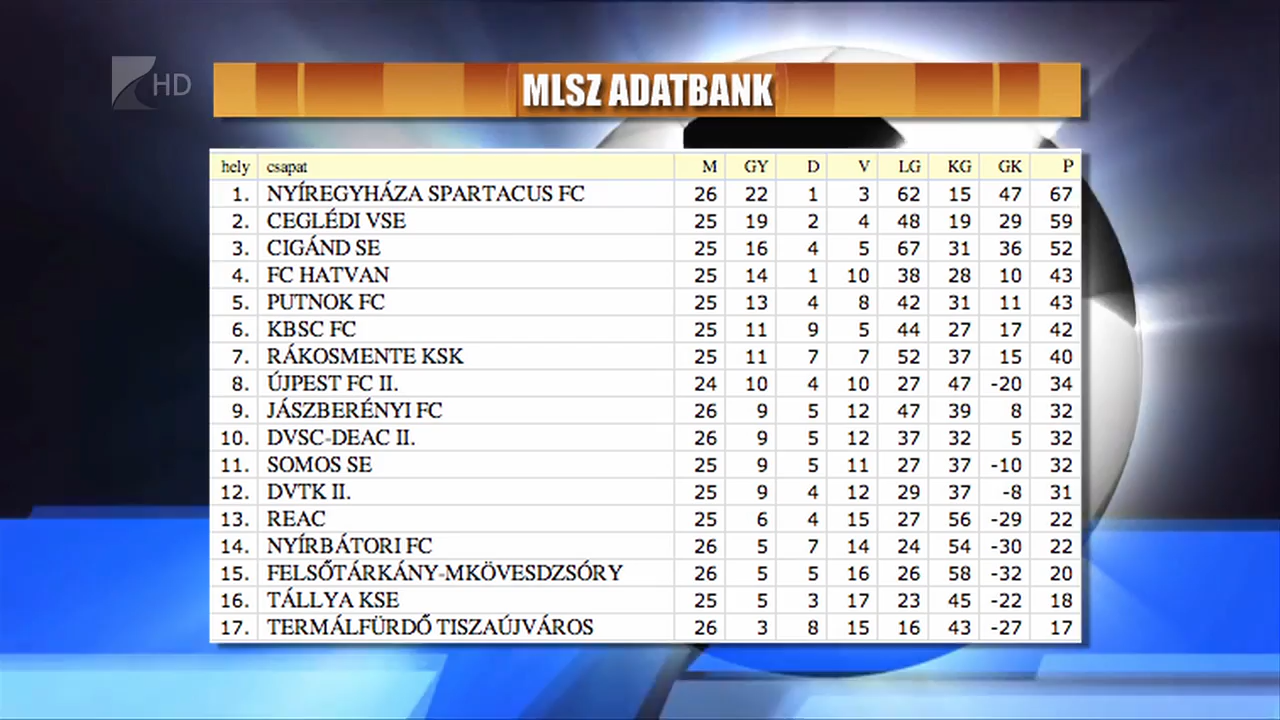 HD
MLSZ ADATBANK
hely csapat M GY D V LG KG GK P
1. NYÍREGYHÁZA SPARTACUS FC 26 22 1 3 62 15 47 67
2. CEGLÉDI VSE 25 19 2 4 48 19 29 59
3. CIGÁND SE 25 16 4 5 67 31 36 52
4. FC HATVAN 25 14 1 10 38 28 10 43
5. PUTNOK FC 25 13 4 8 42 31 11 43
6. KBSC FC 25 11 9 5 44 27 17 42
7. RÁKOSMENTE KSK 25 11 7 7 52 37 15 40
8. ÚJPEST FC II. 24 10 4 10 27 47 -20 34
9. JÁSZBERÉNYI FC 26 9 5 12 47 39 8 32
10. DVSC-DEAC II. 26 9 5 12 37 32 5 32
11. SOMOS SE 25 9 5 11 27 37 -10 32
12. DVTK II. 25 9 4 12 29 37 -8 31
13. REAC 25 6 4 15 27 56 -29 22
14. NYÍRBÁTORI FC 26 5 7 14 24 54 -30 22
15. FELSŐTÁRKÁNY-MKÖVESDZSÓRY 26 5 5 16 26 58 -32 20
16. TÁLLYA KSE 25 5 3 17 23 45 -22 18
17. TERMÁLFÜRDŐ TISZAÚJVÁROS 26 3 8 15 16 43 -27 17